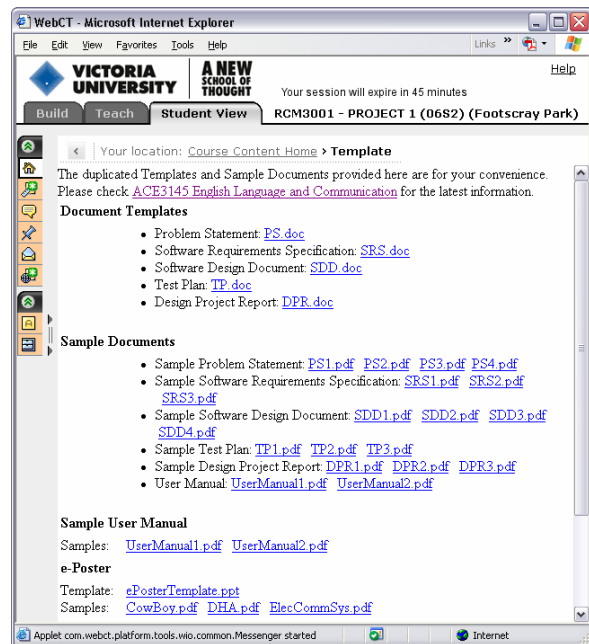 WebCT - Microsoft Internet Explorer
File Edit View Favorites Tools Help Links »
VICTORIA UNIVERSITY
A NEW SCHOOL OF THOUGHT
Help
Your session will expire in 45 minutes
Build Teach Student View RCM3001 - PROJECT 1 (06S2) (Footscray Park)
Your location: Course Content Home › Template
The duplicated Templates and Sample Documents provided here are for your convenience.
Please check ACE3145 English Language and Communication for the latest information.
Document Templates
• Problem Statement: PS.doc
• Software Requirements Specification: SRS.doc
• Software Design Document: SDD.doc
• Test Plan: TP.doc
• Design Project Report: DPR.doc
Sample Documents
• Sample Problem Statement: PS1.pdf PS2.pdf PS3.pdf PS4.pdf
• Sample Software Requirements Specification: SRS1.pdf SRS2.pdf
SRS3.pdf
• Sample Software Design Document: SDD1.pdf SDD2.pdf SDD3.pdf
SDD4.pdf
• Sample Test Plan: TP1.pdf TP2.pdf TP3.pdf
• Sample Design Project Report: DPR1.pdf DPR2.pdf DPR3.pdf
• User Manual: UserManual1.pdf UserManual2.pdf
Sample User Manual
Samples: UserManual1.pdf UserManual2.pdf
e-Poster
Template: ePosterTemplate.ppt
Samples: CowBoy.pdf DHA.pdf ElecCommSys.pdf
Applet com.webct.platform.tools.wio.common.Messenger started Internet